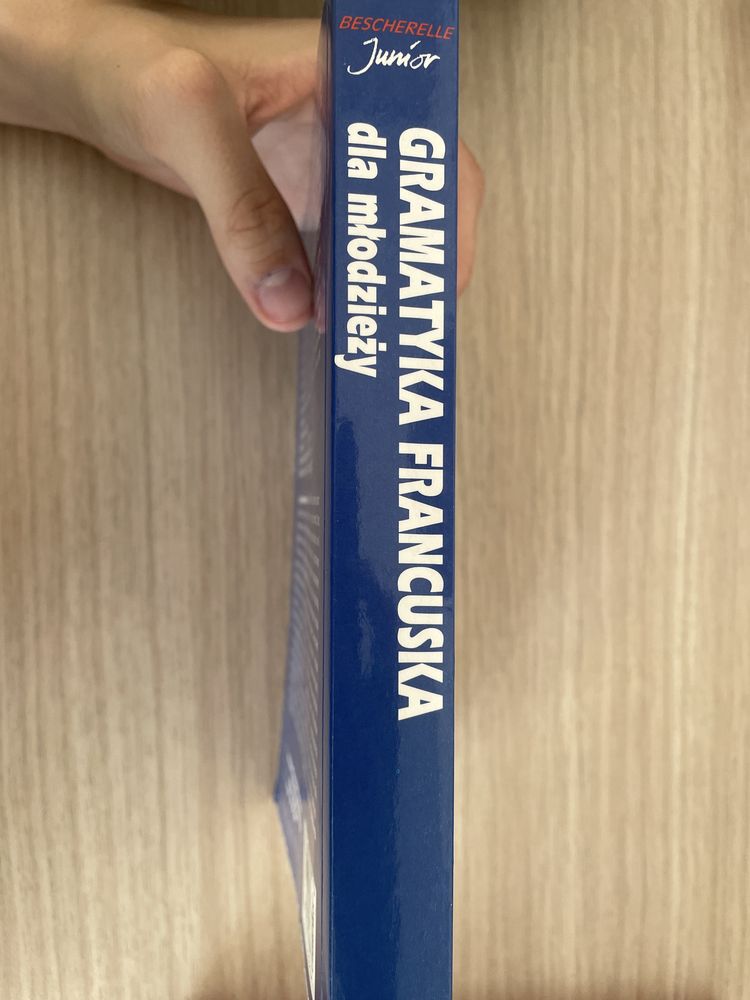 BESCHERELLE
Junior
GRAMATYKA FRANCUSKA
dla młodzieży